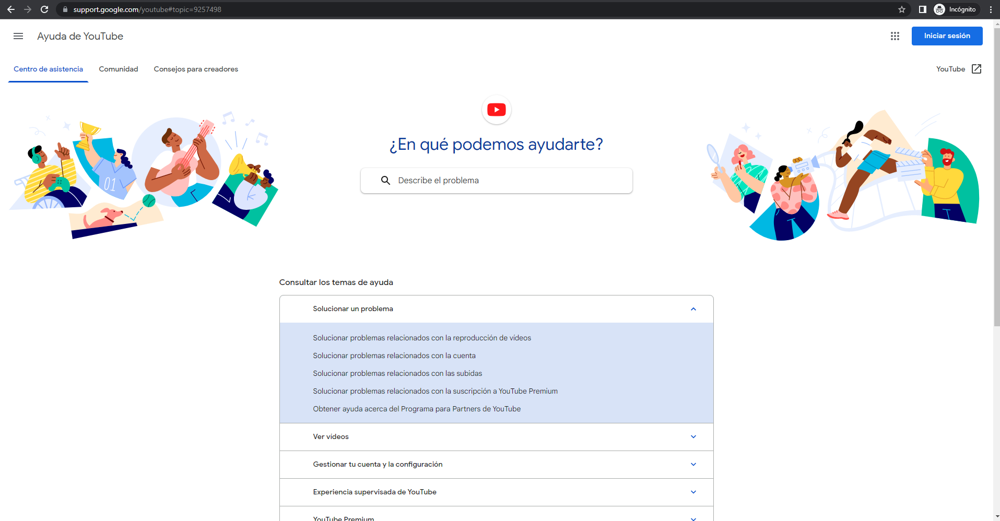 support.google.com/youtube#topic=9257498
Incógnito
Ayuda de YouTube
Iniciar sesión
Centro de asistencia
Comunidad
Consejos para creadores
YouTube
¿En qué podemos ayudarte?
Describe el problema
01
K
Consultar los temas de ayuda
Solucionar un problema
Solucionar problemas relacionados con la reproducción de vídeos
Solucionar problemas relacionados con la cuenta
Solucionar problemas relacionados con las subidas
Solucionar problemas relacionados con la suscripción a YouTube Premium
Obtener ayuda acerca del Programa para Partners de YouTube
Ver vídeos
Gestionar tu cuenta y la configuración
Experiencia supervisada de YouTube
YouTube Premium